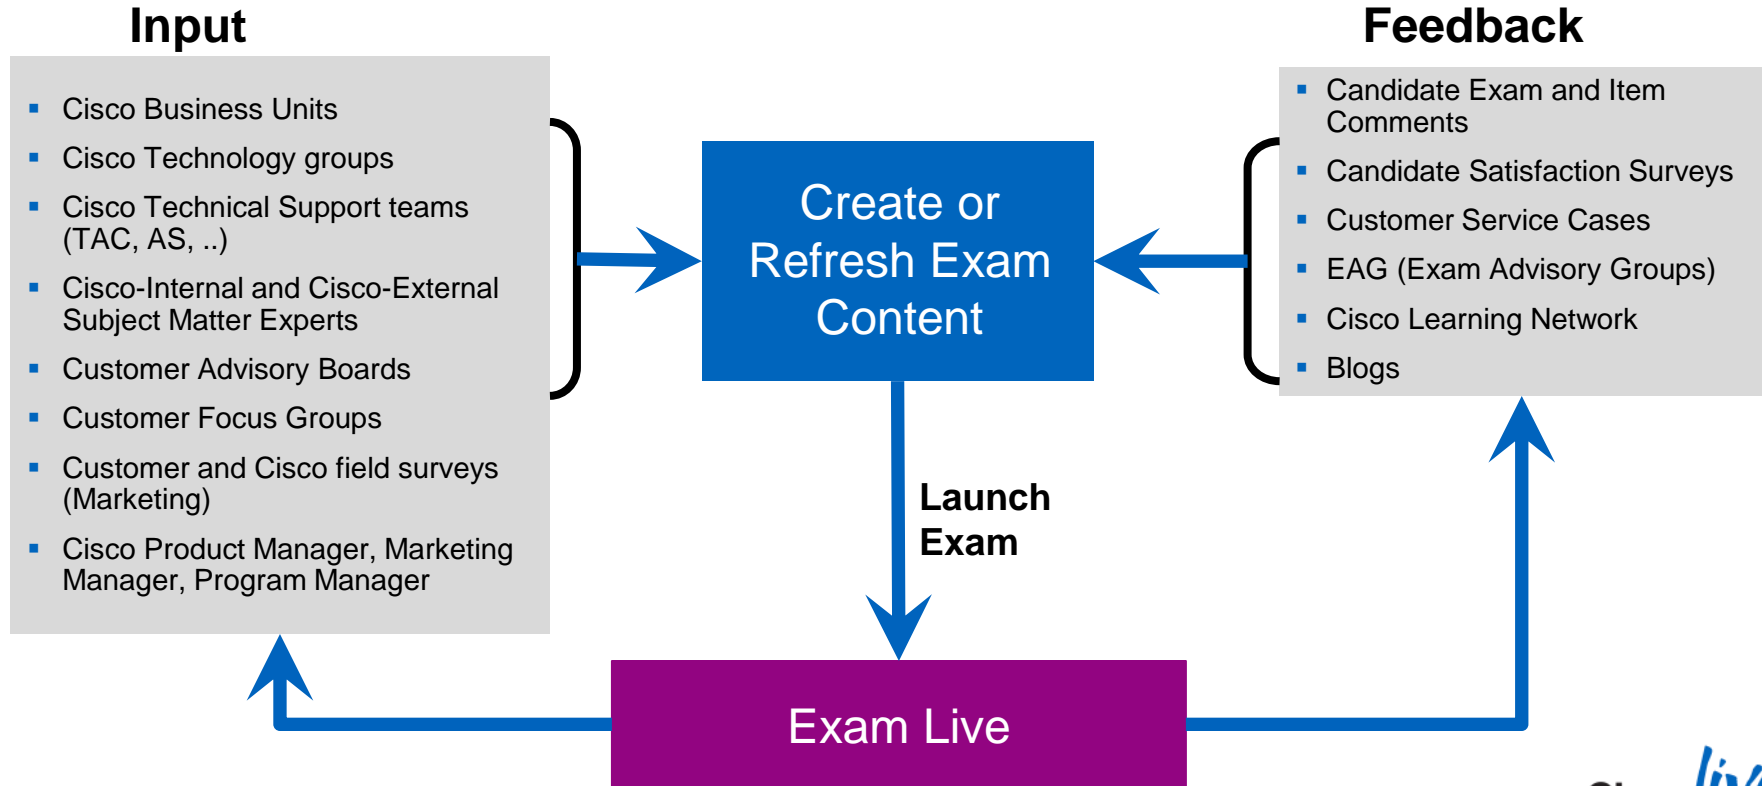 Input
Cisco Business Units
Cisco Technology groups
Cisco Technical Support teams
(TAC, AS, ..)
Cisco-Internal and Cisco-External
Subject Matter Experts
Customer Advisory Boards
Customer Focus Groups
Customer and Cisco field surveys
(Marketing)
Cisco Product Manager, Marketing
Manager, Program Manager
Create or
Refresh Exam
Content
Launch
Exam
Exam Live
Feedback
Candidate Exam and Item
Comments
Candidate Satisfaction Surveys
Customer Service Cases
EAG (Exam Advisory Groups)
Cisco Learning Network
Blogs